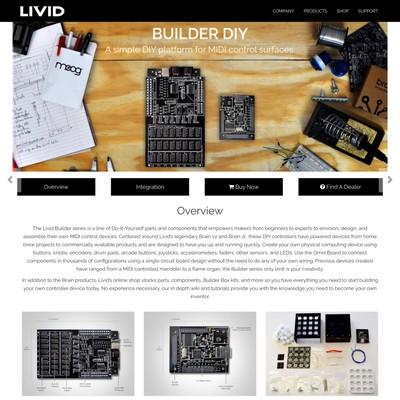 LIVID
COMPANY PRODUCTS SHOP SUPPORT
BUILDER DIY
A simple DIY platform for MIDI control surfaces
moog
Overview
Integration
Buy Now
Find A Dealer
Overview
The Livid Builder series is a line of Do-It-Yourself parts and components that empowers makers from beginners to experts to envision, design, and
assemble their own MIDI control devices. Centered around Livid's legendary Brain v2 and Brain Jr., these DIY controllers have powered devices from home
brew projects to commercially available products and are designed to have you up and running quickly. Create your own physical computing device using
buttons, knobs, encoders, drum pads, arcade buttons, joysticks, accelerometers, faders, other sensors, and LEDs. Use the Omni Board to connect
components in thousands of configurations using a single circuit board design without the need to do any of your own wiring. Previous devices created
have ranged from a MIDI controlled mandolin to a flame organ; the Builder series only limit is your creativity.
In addition to the Brain products, Livid's online shop stocks parts, components, Builder Box kits, and more so you have everything you need to start building
your own controller device today. No experience necessary, our in depth wiki and tutorials provide you with the knowledge you need to become your own
inventor.